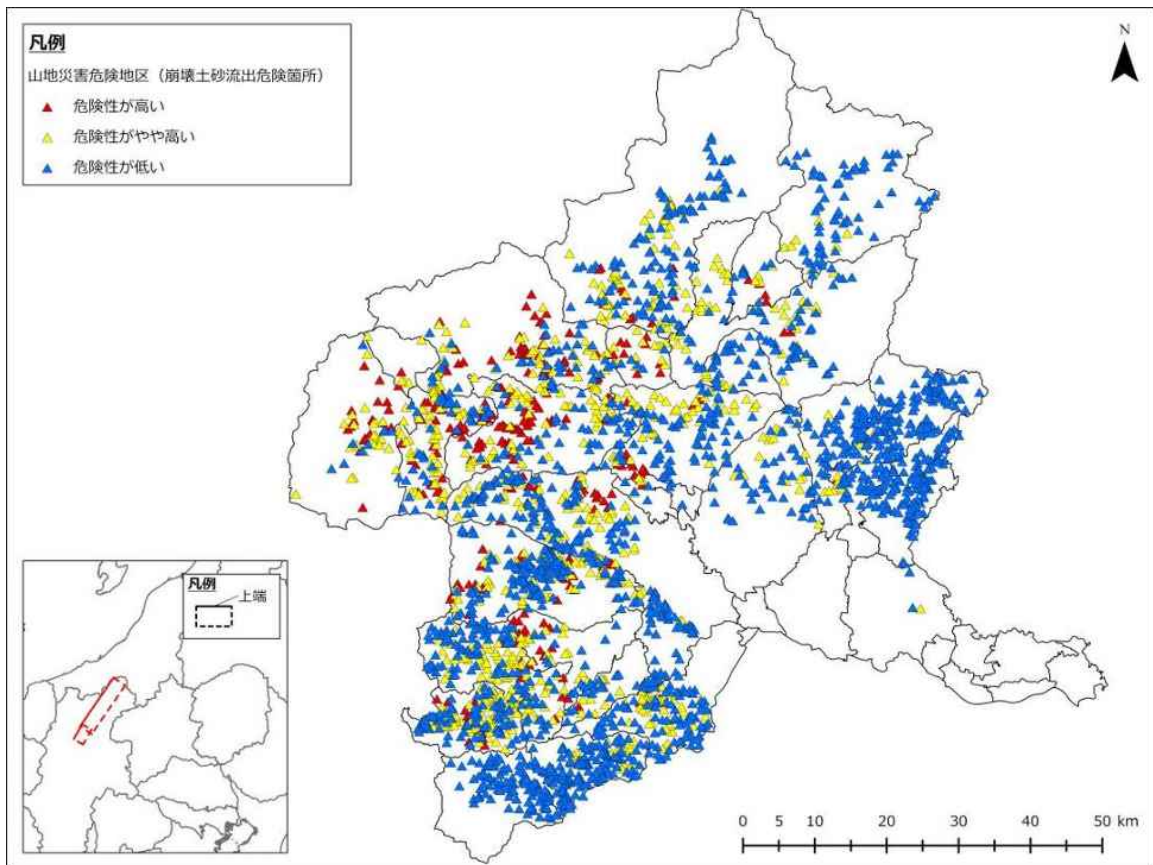 凡例
山地災害危険地区（崩壊土砂流出危険箇所）
危険性が高い
危険性がやや高い
危険性が低い
N
凡例
上端
0 5 10 20 30 40 50 km